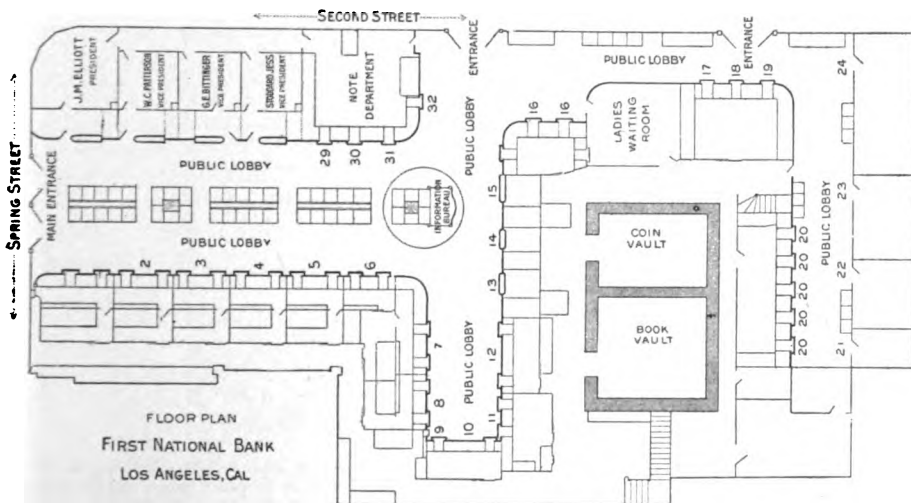 SECOND STREET
SPRING STREET
J.M. ELLIOTT
PRESIDENT
W.C. PATTERSON
VICE PRESIDENT
G.E. BITTINGER
VICE PRESIDENT
STODDARD JESS
VICE PRESIDENT
NOTE
DEPARTMENT
32
29
30
31
ENTRANCE
PUBLIC LOBBY
ENTRANCE
PUBLIC LOBBY
16
16
LADIES
WAITING
ROOM
17
18
19
24
MAIN ENTRANCE
PUBLIC LOBBY
INFORMATION
BUREAU
PUBLIC LOBBY
15
14
13
COIN
VAULT
BOOK
VAULT
PUBLIC LOBBY
23
22
21
20
20
20
20
20
20
2
3
4
5
6
7
8
9
PUBLIC LOBBY
10
11
12
FLOOR PLAN
FIRST NATIONAL BANK
LOS ANGELES, CAL